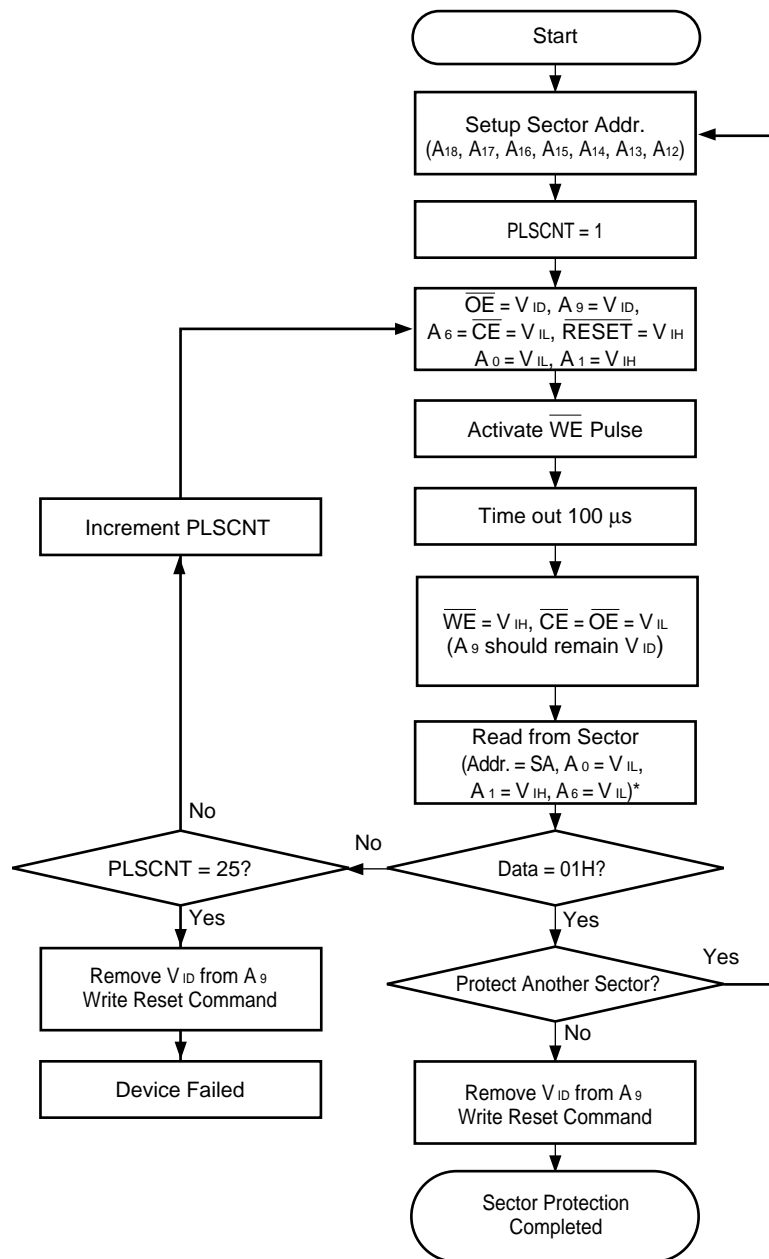 Start
Setup Sector Addr.
(A18, A17, A16, A15, A14, A13, A12)
PLSCNT = 1
OE = VID, A9 = VID,
A6 = CE = VIL, RESET = VIH
A0 = VIL, A1 = VIH
Activate WE Pulse
Time out 100 μs
Increment PLSCNT
WE = VIH, CE = OE = VIL
(A9 should remain VID)
Read from Sector
(Addr. = SA, A0 = VIL,
A1 = VIH, A6 = VIL)*
No
No
PLSCNT = 25?
Data = 01H?
Yes
Yes
Yes
Remove VID from A9
Write Reset Command
Protect Another Sector?
No
Device Failed
Remove VID from A9
Write Reset Command
Sector Protection
Completed